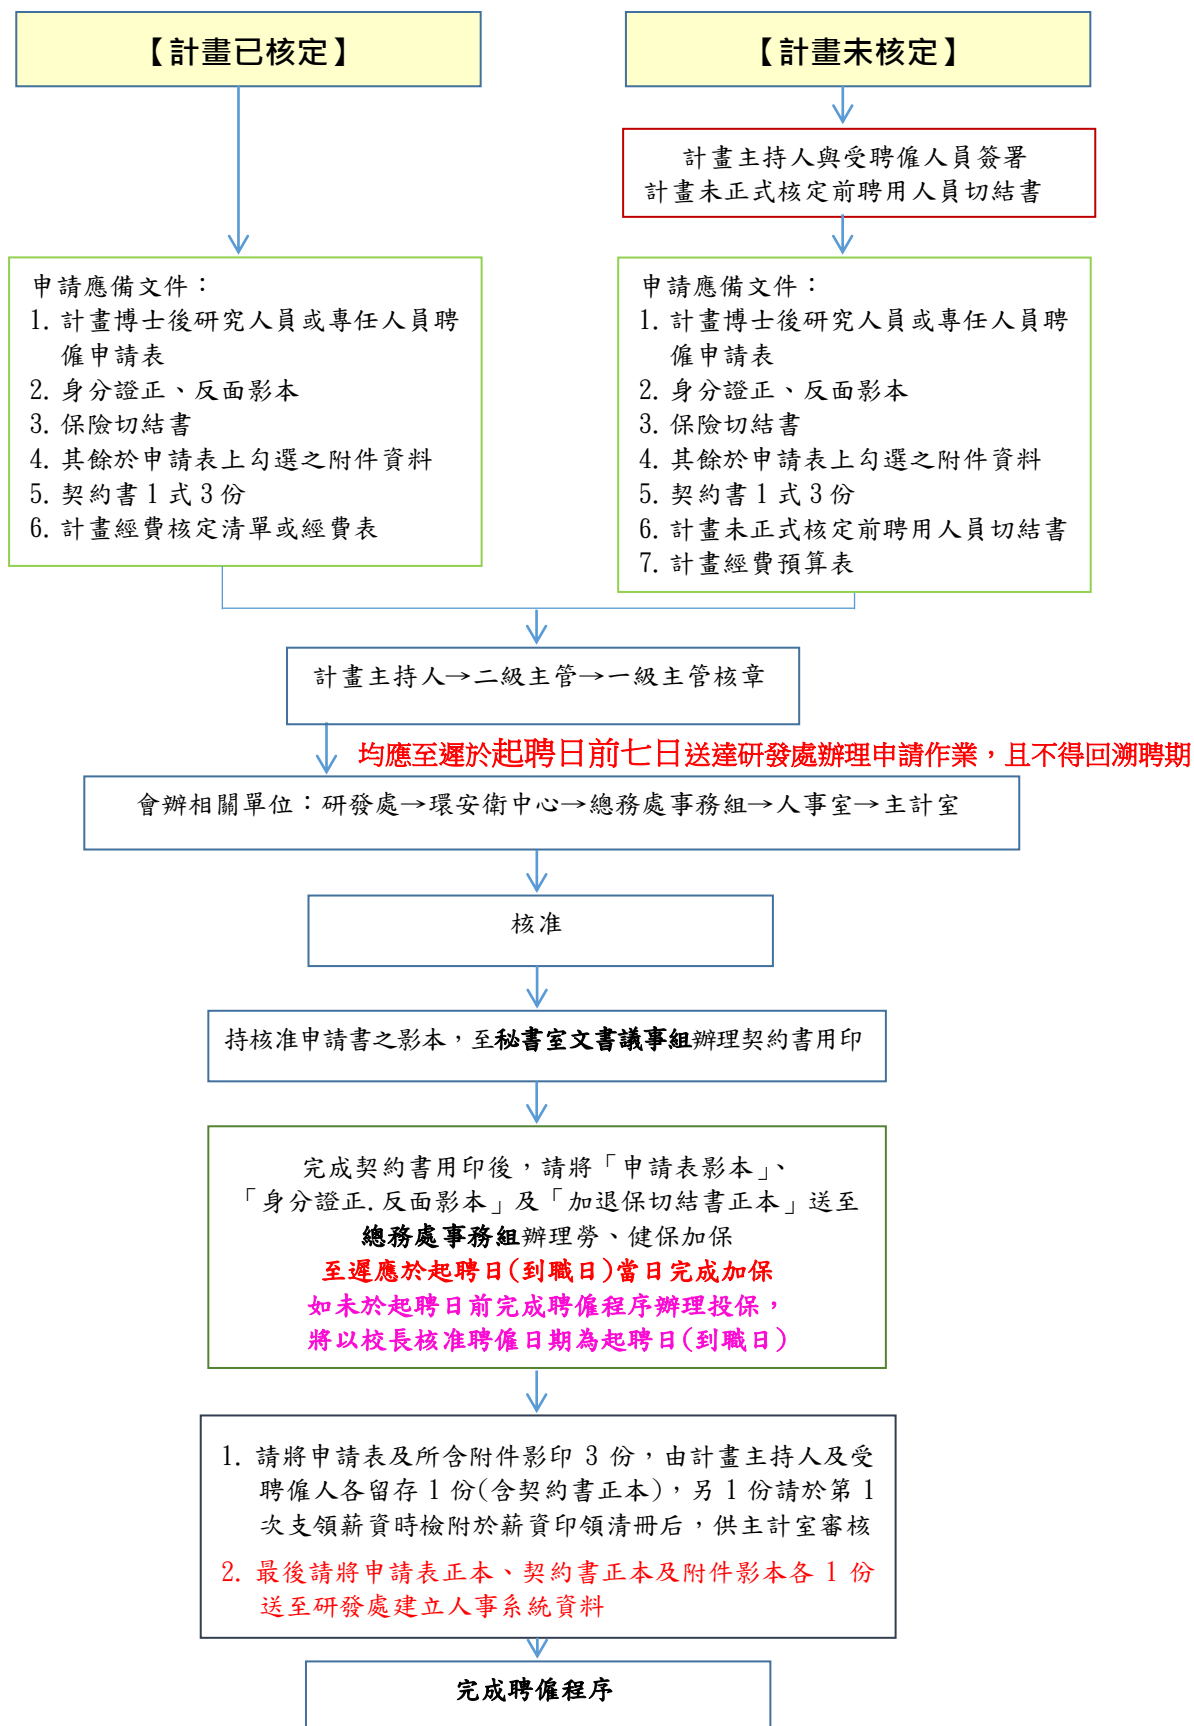 【計畫已核定】
【計畫未核定】
計畫主持人與受聘僱人員簽署
計畫未正式核定前聘用人員切結書
申請應備文件：
1. 計畫博士後研究人員或專任人員聘
僱申請表
2. 身分證正、反面影本
3. 保險切結書
4. 其餘於申請表上勾選之附件資料
5. 契約書 1 式 3 份
6. 計畫經費核定清單或經費表
申請應備文件：
1. 計畫博士後研究人員或專任人員聘
僱申請表
2. 身分證正、反面影本
3. 保險切結書
4. 其餘於申請表上勾選之附件資料
5. 契約書 1 式 3 份
6. 計畫未正式核定前聘用人員切結書
7. 計畫經費預算表
計畫主持人→二級主管→一級主管核章
均應至遲於起聘日前七日送達研發處辦理申請作業，且不得回溯聘期
會辦相關單位：研發處→環安衛中心→總務處事務組→人事室→主計室
核准
持核准申請書之影本，至秘書室文書議事組辦理契約書用印
完成契約書用印後，請將「申請表影本」、
「身分證正.反面影本」及「加退保切結書正本」送至
總務處事務組辦理勞、健保加保
至遲應於起聘日(到職日)當日完成加保
如未於起聘日前完成聘僱程序辦理投保，
將以校長核准聘僱日期為起聘日(到職日)
1. 請將申請表及所含附件影印 3 份，由計畫主持人及受
聘僱人各留存 1 份(含契約書正本)，另 1 份請於第 1
次支領薪資時檢附於薪資印領清冊后，供主計室審核
2. 最後請將申請表正本、契約書正本及附件影本各 1 份
送至研發處建立人事系統資料
完成聘僱程序